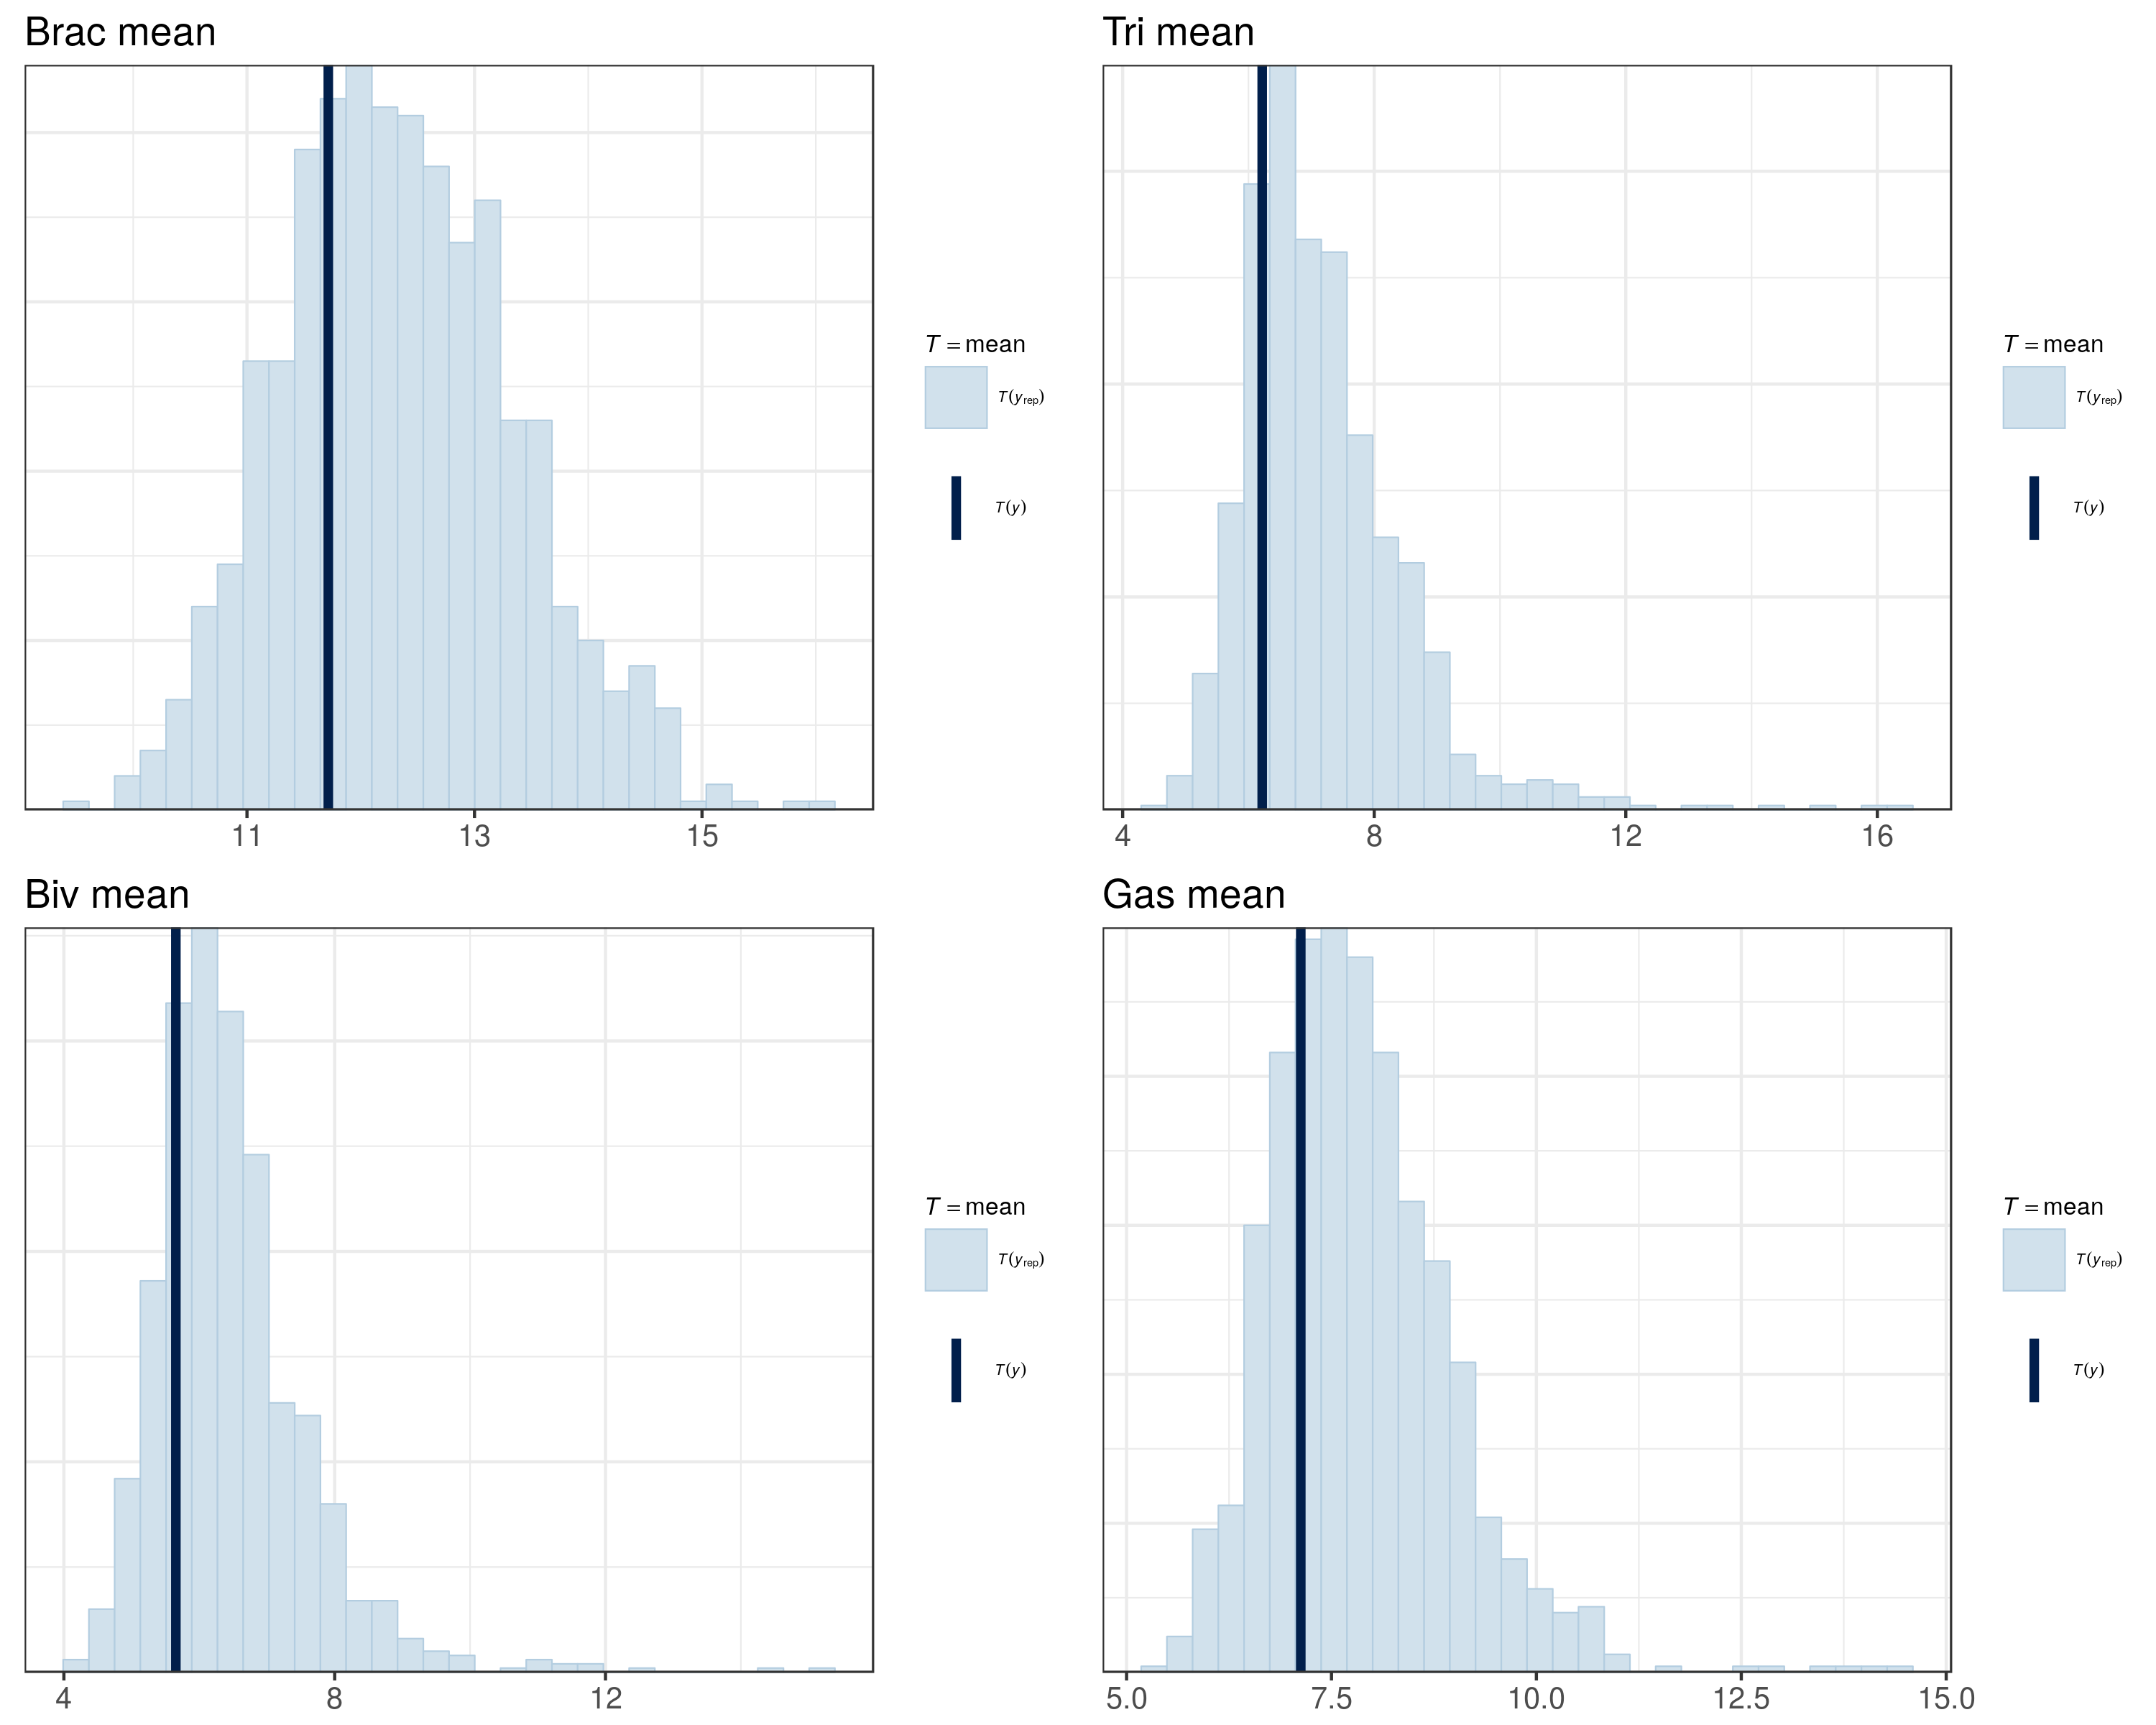 Brac mean
T = mean
T(yrep)
T(y)
11 13 15
Tri mean
T = mean
T(yrep)
T(y)
4 8 12 16
Biv mean
T = mean
T(yrep)
T(y)
4 8 12
Gas mean
T = mean
T(yrep)
T(y)
5.0 7.5 10.0 12.5 15.0